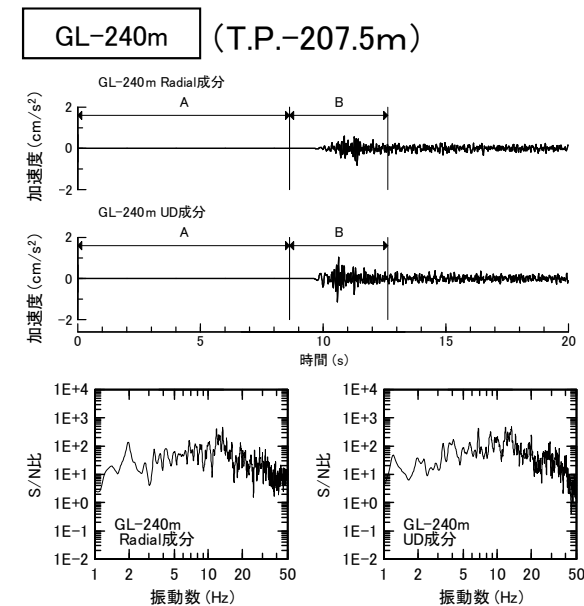 GL-240m (T.P.-207.5m)
GL-240m Radial成分
加速度(cm/s²)
2
0
-2
A
B
GL-240m UD成分
加速度(cm/s²)
2
0
-2
A
B
0 5 10 15 20
時間(s)
S/N比
1E+4
1E+3
1E+2
1E+1
1E+0
1E-1
1E-2
GL-240m
Radial成分
1 2 5 10 20 50
振動数(Hz)
S/N比
1E+4
1E+3
1E+2
1E+1
1E+0
1E-1
1E-2
GL-240m
UD成分
1 2 5 10 20 50
振動数(Hz)